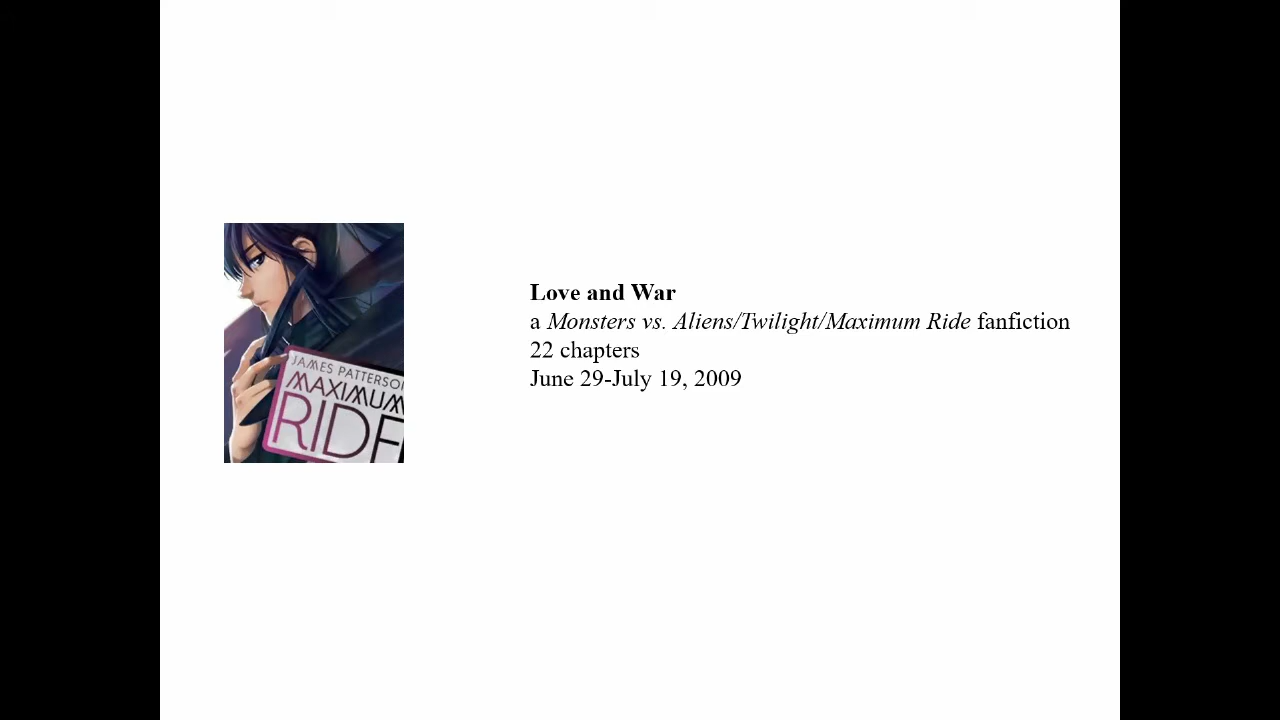 JAMES PATTERSON
MAXIMUM
RIDE
Love and War
a Monsters vs. Aliens/Twilight/Maximum Ride fanfiction
22 chapters
June 29-July 19, 2009